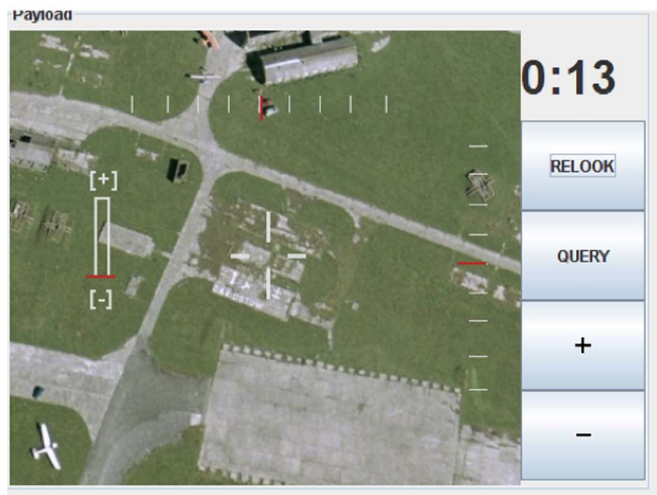 Payload
0:13
RELOOK
[+]
QUERY
[-]
+
−